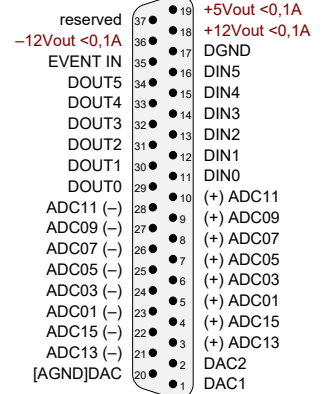 reserved 37 19 +5Vout <0,1A
–12Vout <0,1A 36 18 +12Vout <0,1A
EVENT IN 35 17 DGND
DOUT5 34 16 DIN5
DOUT4 33 15 DIN4
DOUT3 32 14 DIN3
DOUT2 31 13 DIN2
DOUT1 30 12 DIN1
DOUT0 29 11 DIN0
ADC11 (–) 28 10 (+) ADC11
ADC09 (–) 27 9 (+) ADC09
ADC07 (–) 26 8 (+) ADC07
ADC05 (–) 25 7 (+) ADC05
ADC03 (–) 24 6 (+) ADC03
ADC01 (–) 23 5 (+) ADC01
ADC15 (–) 22 4 (+) ADC15
ADC13 (–) 21 3 (+) ADC13
[AGND]DAC 20 2 DAC2
1 DAC1